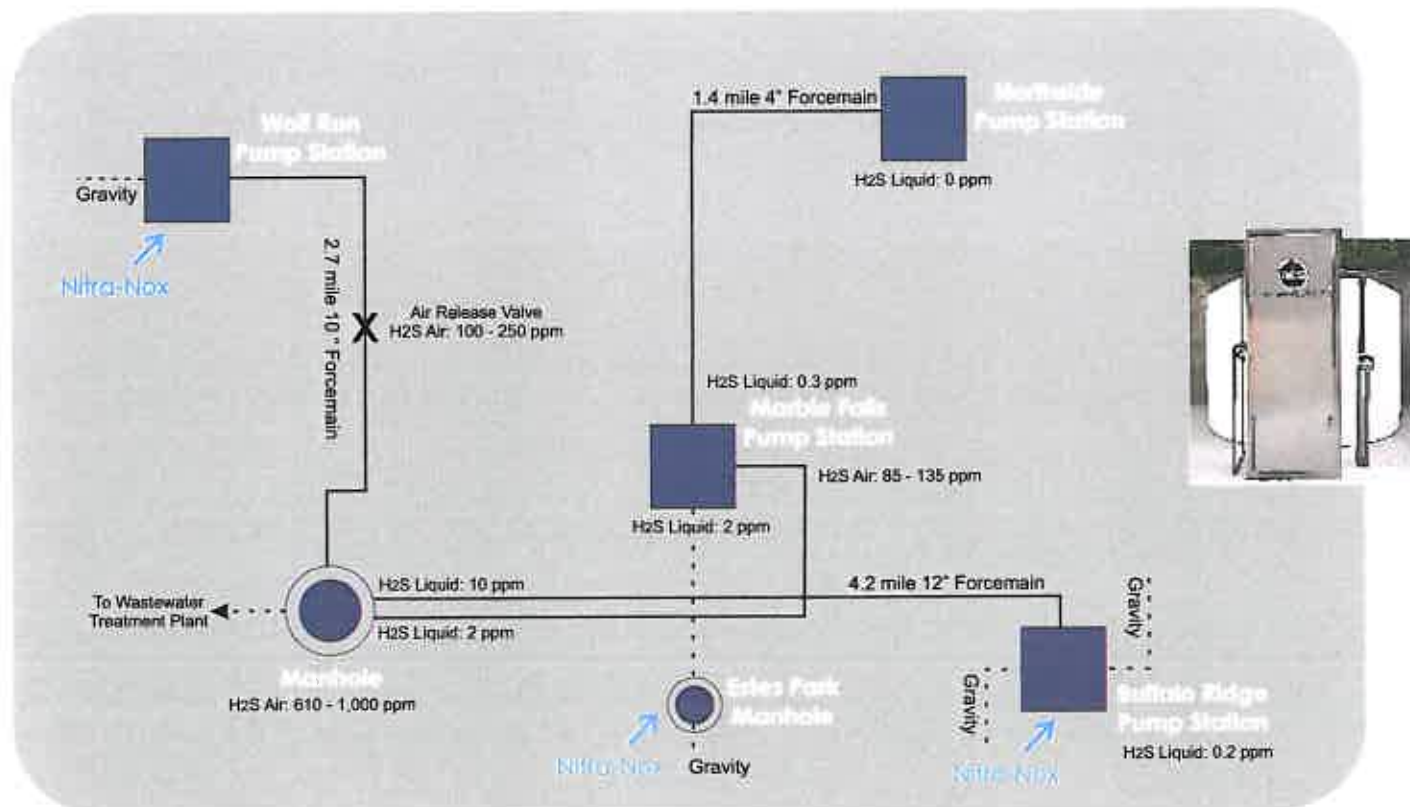 1.4 mile 4" Forcemain
Northside
Pump Station
H2S Liquid: 0 ppm
Wolf Run
Pump Station
Gravity
Nitra-Nox
2.7 mile 10" Forcemain
Air Release Valve
H2S Air: 100 - 250 ppm
X
H2S Liquid: 0.3 ppm
Marble Falls
Pump Station
H2S Air: 85 - 135 ppm
H2S Liquid: 2 ppm
H2S Liquid: 10 ppm
4.2 mile 12" Forcemain
To Wastewater
Treatment Plant
H2S Liquid: 2 ppm
Manhole
H2S Air: 610 - 1,000 ppm
Estes Park
Manhole
Nitra-Nox
Gravity
Gravity
Gravity
Buffalo Ridge
Pump Station
H2S Liquid: 0.2 ppm
Nitra-Nox